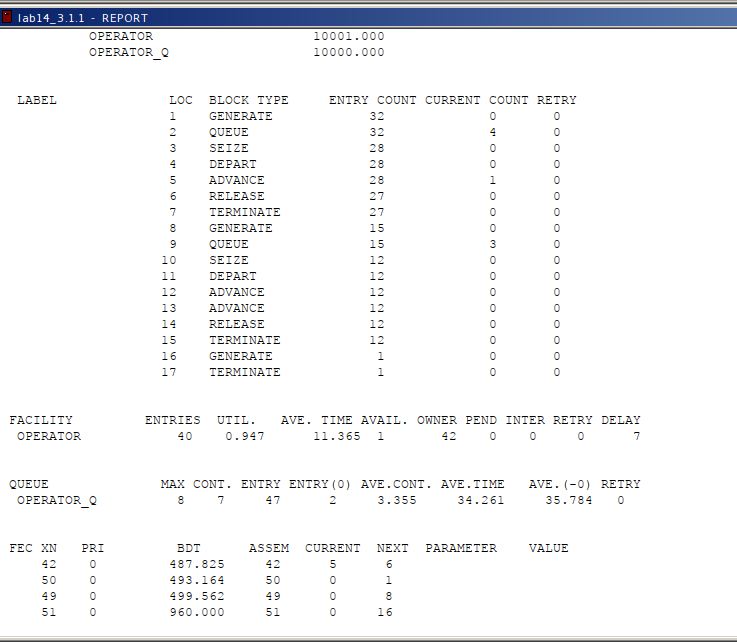 lab14_3.1.1 - REPORT
OPERATOR 10001.000
OPERATOR_Q 10000.000
LABEL LOC BLOCK TYPE ENTRY COUNT CURRENT COUNT RETRY
1 GENERATE 32 0 0
2 QUEUE 32 4 0
3 SEIZE 28 0 0
4 DEPART 28 0 0
5 ADVANCE 28 1 0
6 RELEASE 27 0 0
7 TERMINATE 27 0 0
8 GENERATE 15 0 0
9 QUEUE 15 3 0
10 SEIZE 12 0 0
11 DEPART 12 0 0
12 ADVANCE 12 0 0
13 ADVANCE 12 0 0
14 RELEASE 12 0 0
15 TERMINATE 12 0 0
16 GENERATE 1 0 0
17 TERMINATE 1 0 0
FACILITY ENTRIES UTIL. AVE. TIME AVAIL. OWNER PEND INTER RETRY DELAY
OPERATOR 40 0.947 11.365 1 42 0 0 0 7
QUEUE MAX CONT. ENTRY ENTRY(0) AVE.CONT. AVE.TIME AVE.(-0) RETRY
OPERATOR_Q 8 7 47 2 3.355 34.261 35.784 0
FEC XN PRI BDT ASSEM CURRENT NEXT PARAMETER VALUE
42 0 487.825 42 5 6
50 0 493.164 50 0 1
49 0 499.562 49 0 8
51 0 960.000 51 0 16